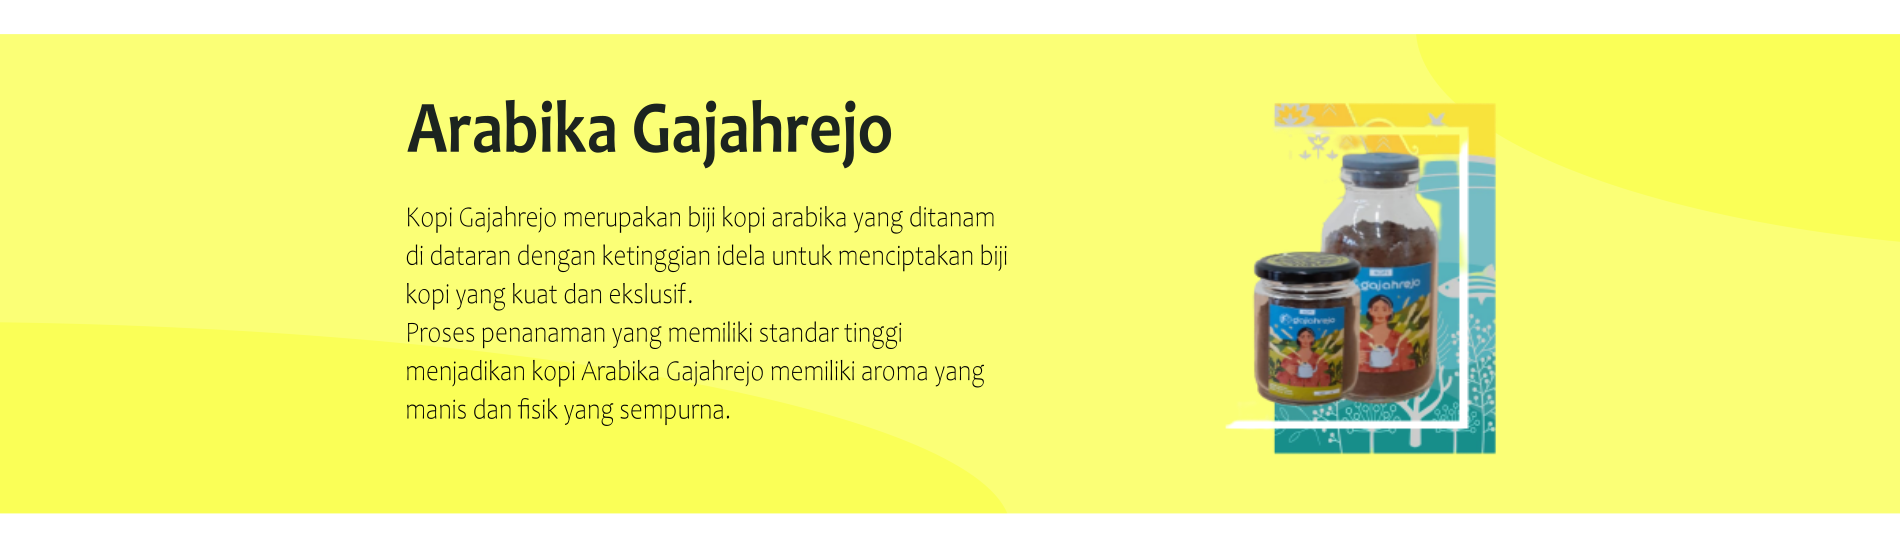 Arabika Gajahrejo
Kopi Gajahrejo merupakan biji kopi arabika yang ditanam
di dataran dengan ketinggian idela untuk menciptakan biji
kopi yang kuat dan ekslusif.
Proses penanaman yang memiliki standar tinggi
menjadikan kopi Arabika Gajahrejo memiliki aroma yang
manis dan fisik yang sempurna.
KOPI
gajahrejo
KOPI
gajahrejo